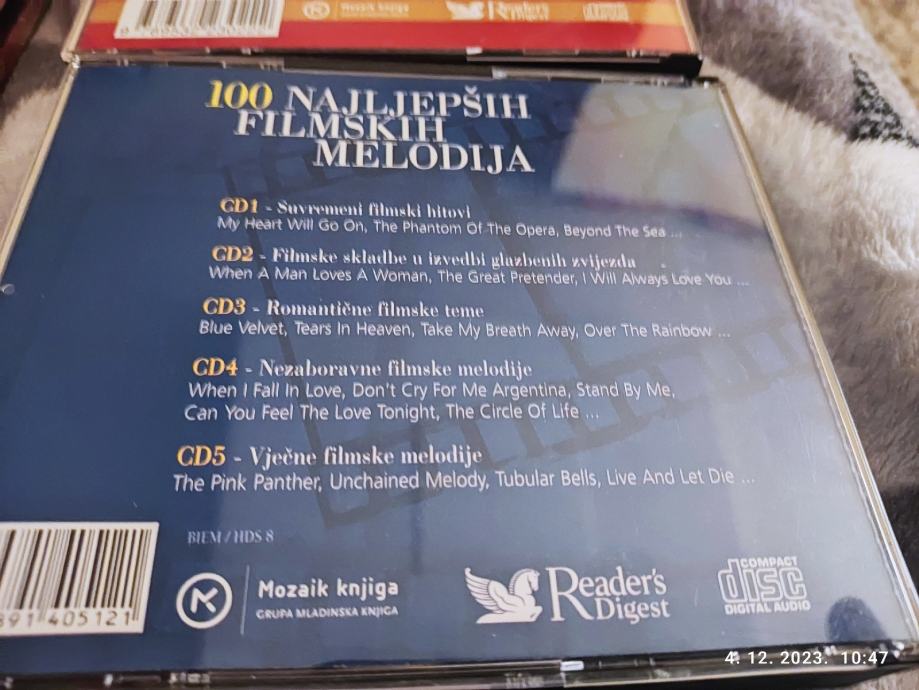 Mozaik knjiga
Reader's
Digest
100 NAJLJEPŠIH
FILMSKIH
MELODIJA
CD1 - Suvremeni filmski hitovi
My Heart Will Go On, The Phantom Of The Opera, Beyond The Sea ...
CD2 - Filmske skladbe u izvedbi glazbenih zvijezda
When A Man Loves A Woman, The Great Pretender, I Will Always Love You ...
CD3 - Romantične filmske teme
Blue Velvet, Tears In Heaven, Take My Breath Away, Over The Rainbow ...
CD4 - Nezaboravne filmske melodije
When I Fall In Love, Don't Cry For Me Argentina, Stand By Me,
Can You Feel The Love Tonight, The Circle Of Life ...
CD5 - Vječne filmske melodije
The Pink Panther, Unchained Melody, Tubular Bells, Live And Let Die ...
BIEM / HDS 8
891 405121
Mozaik knjiga
GRUPA MLADINSKA KNJIGA
Reader's
Digest
COMPACT
disc
DIGITAL AUDIO
4. 12. 2023. 10:47